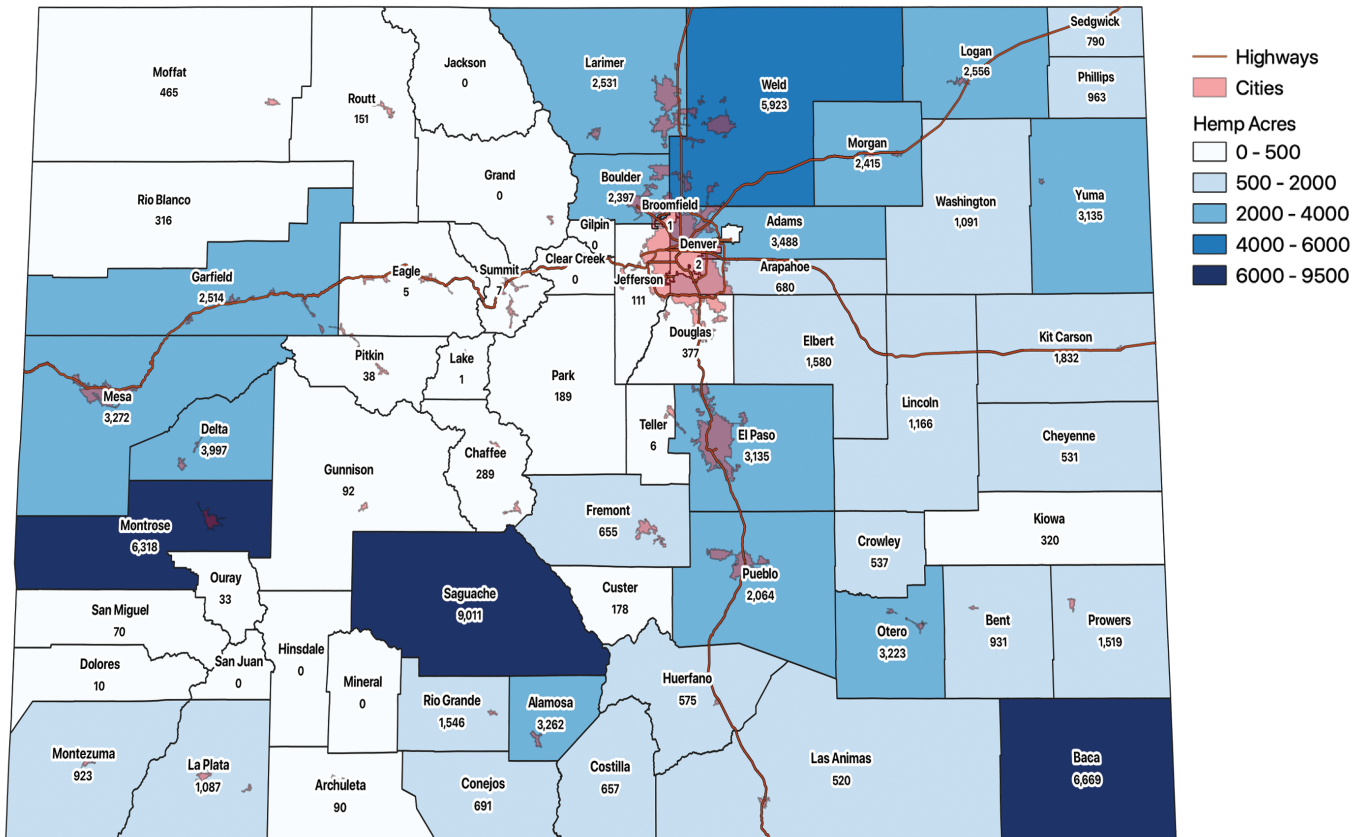 Moffat
465
Routt
151
Jackson
0
Larimer
2,531
Weld
5,923
Logan
2,556
Sedgwick
790
Phillips
963
Morgan
2,415
Grand
0
Rio Blanco
316
Boulder
2,397
Broomfield
1
Washington
1,091
Yuma
3,135
Gilpin
0
Adams
3,488
Denver
2
Clear Creek
0
Arapahoe
680
Garfield
2,514
Eagle
5
Summit
7
Jefferson
111
Douglas
377
Elbert
1,580
Kit Carson
1,832
Pitkin
38
Lake
1
Park
189
Mesa
3,272
Delta
3,997
Lincoln
1,166
Teller
6
El Paso
3,135
Cheyenne
531
Gunnison
92
Chaffee
289
Montrose
6,318
Fremont
655
Kiowa
320
Crowley
537
Ouray
33
Saguache
9,011
Custer
178
Pueblo
2,064
San Miguel
70
Otero
3,223
Bent
931
Prowers
1,519
Dolores
10
San Juan
0
Hinsdale
0
Mineral
0
Huerfano
575
Rio Grande
1,546
Alamosa
3,262
Montezuma
923
La Plata
1,087
Archuleta
90
Conejos
691
Costilla
657
Las Animas
520
Baca
6,669
Highways
Cities
Hemp Acres
0 - 500
500 - 2000
2000 - 4000
4000 - 6000
6000 - 9500